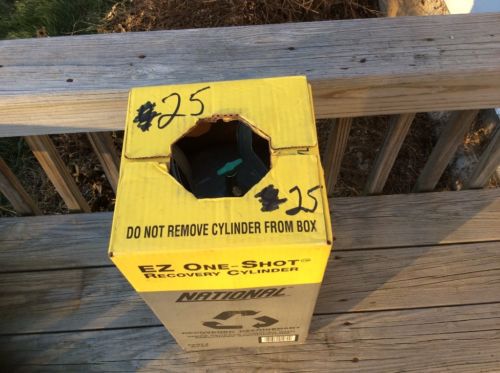 #25
#25
DO NOT REMOVE CYLINDER FROM BOX
EZ ONE-SHOT
RECOVERY CYLINDER
NATIONAL